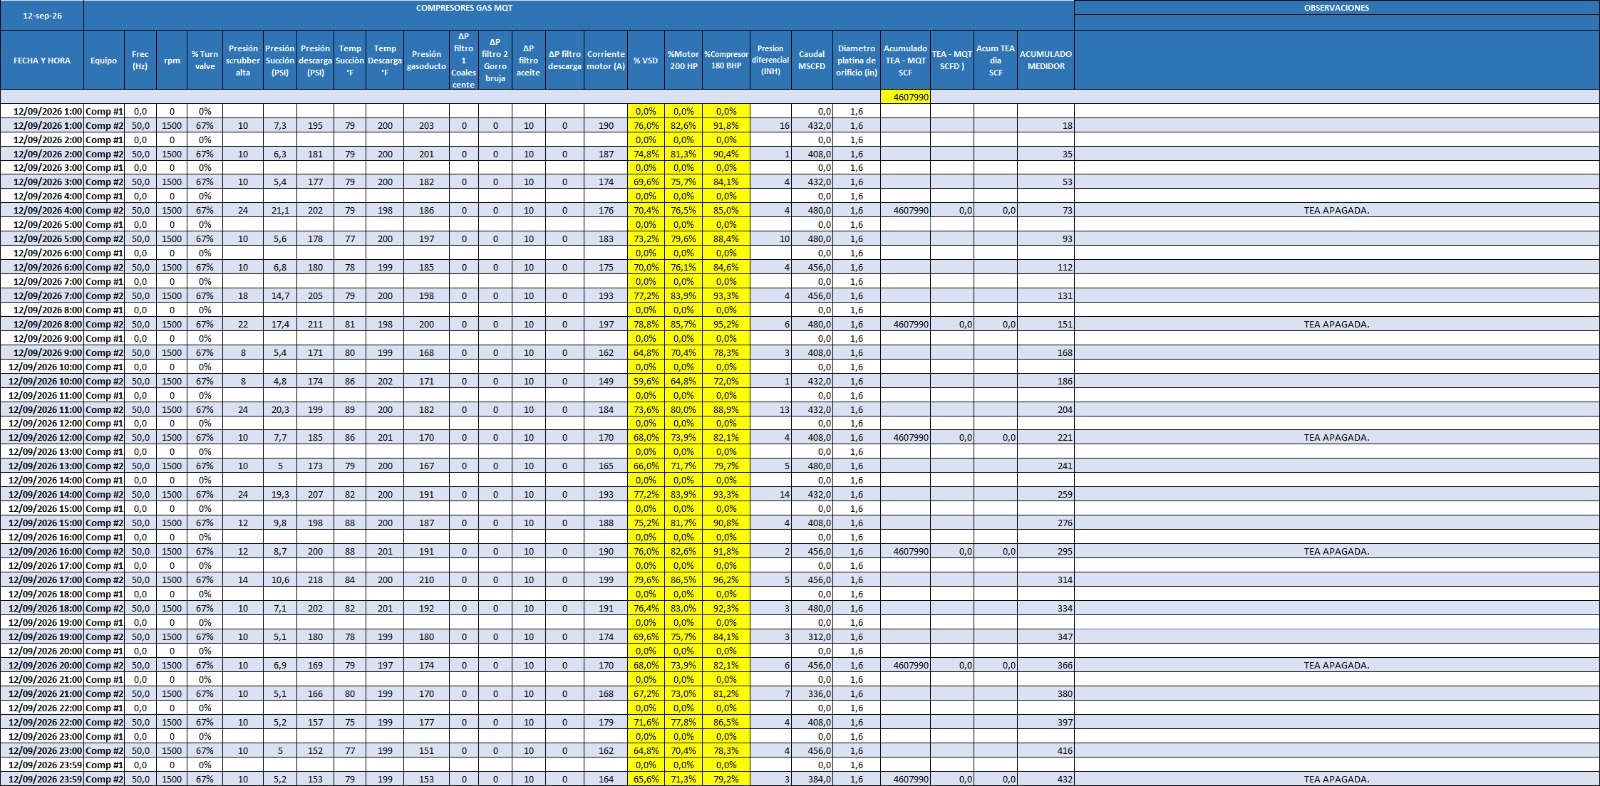 12-sep-26 COMPRESORES GAS MQT OBSERVACIONES
FECHA Y HORA Equipo Frec (Hz) rpm % Turn valve Presión scrubber alta Presión Succión (PSI) Presión descarga (PSI) Temp Succiòn °F Temp Descarga °F Presión gasoducto ΔP filtro 1 Coales cente ΔP filtro 2 Gorro bruja ΔP filtro aceite ΔP filtro descarga Corriente motor (A) % VSD %Motor 200 HP %Compresor 180 BHP Presion diferencial (INH) Caudal MSCFD Diametro platina de orificio (in) Acumulado TEA - MQT SCF TEA - MQT SCFD ) Acum TEA dia SCF ACUMULADO MEDIDOR
4607990
12/09/2026 1:00 Comp #1 0,0 0 0% 0,0% 0,0% 0,0% 0,0 1,6
12/09/2026 1:00 Comp #2 50,0 1500 67% 10 7,3 195 79 200 203 0 0 10 0 190 76,0% 82,6% 91,8% 16 432,0 1,6 18
12/09/2026 2:00 Comp #1 0,0 0 0% 0,0% 0,0% 0,0% 0,0 1,6
12/09/2026 2:00 Comp #2 50,0 1500 67% 10 6,3 181 79 200 201 0 0 10 0 187 74,8% 81,3% 90,4% 1 408,0 1,6 35
12/09/2026 3:00 Comp #1 0,0 0 0% 0,0% 0,0% 0,0% 0,0 1,6
12/09/2026 3:00 Comp #2 50,0 1500 67% 10 5,4 177 79 200 182 0 0 10 0 174 69,6% 75,7% 84,1% 4 432,0 1,6 53
12/09/2026 4:00 Comp #1 0,0 0 0% 0,0% 0,0% 0,0% 0,0 1,6
12/09/2026 4:00 Comp #2 50,0 1500 67% 24 21,1 202 79 198 186 0 0 10 0 176 70,4% 76,5% 85,0% 4 480,0 1,6 4607990 0,0 0,0 73 TEA APAGADA.
12/09/2026 5:00 Comp #1 0,0 0 0% 0,0% 0,0% 0,0% 0,0 1,6
12/09/2026 5:00 Comp #2 50,0 1500 67% 10 5,6 178 77 200 197 0 0 10 0 183 73,2% 79,6% 88,4% 10 480,0 1,6 93
12/09/2026 6:00 Comp #1 0,0 0 0% 0,0% 0,0% 0,0% 0,0 1,6
12/09/2026 6:00 Comp #2 50,0 1500 67% 10 6,8 180 78 199 185 0 0 10 0 175 70,0% 76,1% 84,6% 4 456,0 1,6 112
12/09/2026 7:00 Comp #1 0,0 0 0% 0,0% 0,0% 0,0% 0,0 1,6
12/09/2026 7:00 Comp #2 50,0 1500 67% 18 14,7 205 79 200 198 0 0 10 0 193 77,2% 83,9% 93,3% 4 456,0 1,6 131
12/09/2026 8:00 Comp #1 0,0 0 0% 0,0% 0,0% 0,0% 0,0 1,6
12/09/2026 8:00 Comp #2 50,0 1500 67% 22 17,4 211 81 198 200 0 0 10 0 197 78,8% 85,7% 95,2% 6 480,0 1,6 4607990 0,0 0,0 151 TEA APAGADA.
12/09/2026 9:00 Comp #1 0,0 0 0% 0,0% 0,0% 0,0% 0,0 1,6
12/09/2026 9:00 Comp #2 50,0 1500 67% 8 5,4 171 80 199 168 0 0 10 0 162 64,8% 70,4% 78,3% 3 408,0 1,6 168
12/09/2026 10:00 Comp #1 0,0 0 0% 0,0% 0,0% 0,0% 0,0 1,6
12/09/2026 10:00 Comp #2 50,0 1500 67% 8 4,8 174 86 202 171 0 0 10 0 149 59,6% 64,8% 72,0% 1 432,0 1,6 186
12/09/2026 11:00 Comp #1 0,0 0 0% 0,0% 0,0% 0,0% 0,0 1,6
12/09/2026 11:00 Comp #2 50,0 1500 67% 24 20,3 199 89 200 182 0 0 10 0 184 73,6% 80,0% 88,9% 13 432,0 1,6 204
12/09/2026 12:00 Comp #1 0,0 0 0% 0,0% 0,0% 0,0% 0,0 1,6
12/09/2026 12:00 Comp #2 50,0 1500 67% 10 7,7 185 86 201 170 0 0 10 0 170 68,0% 73,9% 82,1% 4 408,0 1,6 4607990 0,0 0,0 221 TEA APAGADA.
12/09/2026 13:00 Comp #1 0,0 0 0% 0,0% 0,0% 0,0% 0,0 1,6
12/09/2026 13:00 Comp #2 50,0 1500 67% 10 5 173 79 200 167 0 0 10 0 165 66,0% 71,7% 79,7% 5 480,0 1,6 241
12/09/2026 14:00 Comp #1 0,0 0 0% 0,0% 0,0% 0,0% 0,0 1,6
12/09/2026 14:00 Comp #2 50,0 1500 67% 24 19,3 207 82 200 191 0 0 10 0 193 77,2% 83,9% 93,3% 14 432,0 1,6 259
12/09/2026 15:00 Comp #1 0,0 0 0% 0,0% 0,0% 0,0% 0,0 1,6
12/09/2026 15:00 Comp #2 50,0 1500 67% 12 9,8 198 88 200 187 0 0 10 0 188 75,2% 81,7% 90,8% 4 408,0 1,6 276
12/09/2026 16:00 Comp #1 0,0 0 0% 0,0% 0,0% 0,0% 0,0 1,6
12/09/2026 16:00 Comp #2 50,0 1500 67% 12 8,7 200 88 201 191 0 0 10 0 190 76,0% 82,6% 91,8% 2 456,0 1,6 4607990 0,0 0,0 295 TEA APAGADA.
12/09/2026 17:00 Comp #1 0,0 0 0% 0,0% 0,0% 0,0% 0,0 1,6
12/09/2026 17:00 Comp #2 50,0 1500 67% 14 10,6 218 84 200 210 0 0 10 0 199 79,6% 86,5% 96,2% 5 456,0 1,6 314
12/09/2026 18:00 Comp #1 0,0 0 0% 0,0% 0,0% 0,0% 0,0 1,6
12/09/2026 18:00 Comp #2 50,0 1500 67% 10 7,1 202 82 201 192 0 0 10 0 191 76,4% 83,0% 92,3% 3 480,0 1,6 334
12/09/2026 19:00 Comp #1 0,0 0 0% 0,0% 0,0% 0,0% 0,0 1,6
12/09/2026 19:00 Comp #2 50,0 1500 67% 10 5,1 180 78 199 180 0 0 10 0 174 69,6% 75,7% 84,1% 3 312,0 1,6 347
12/09/2026 20:00 Comp #1 0,0 0 0% 0,0% 0,0% 0,0% 0,0 1,6
12/09/2026 20:00 Comp #2 50,0 1500 67% 10 6,9 169 79 197 174 0 0 10 0 170 68,0% 73,9% 82,1% 6 456,0 1,6 4607990 0,0 0,0 366 TEA APAGADA.
12/09/2026 21:00 Comp #1 0,0 0 0% 0,0% 0,0% 0,0% 0,0 1,6
12/09/2026 21:00 Comp #2 50,0 1500 67% 10 5,1 166 80 199 170 0 0 10 0 168 67,2% 73,0% 81,2% 7 336,0 1,6 380
12/09/2026 22:00 Comp #1 0,0 0 0% 0,0% 0,0% 0,0% 0,0 1,6
12/09/2026 22:00 Comp #2 50,0 1500 67% 10 5,2 157 75 199 177 0 0 10 0 179 71,6% 77,8% 86,5% 4 408,0 1,6 397
12/09/2026 23:00 Comp #1 0,0 0 0% 0,0% 0,0% 0,0% 0,0 1,6
12/09/2026 23:00 Comp #2 50,0 1500 67% 10 5 152 77 199 151 0 0 10 0 162 64,8% 70,4% 78,3% 4 456,0 1,6 416
12/09/2026 23:59 Comp #1 0,0 0 0% 0,0% 0,0% 0,0% 0,0 1,6
12/09/2026 23:59 Comp #2 50,0 1500 67% 10 5,2 153 79 199 153 0 0 10 0 164 65,6% 71,3% 79,2% 3 384,0 1,6 4607990 0,0 0,0 432 TEA APAGADA.